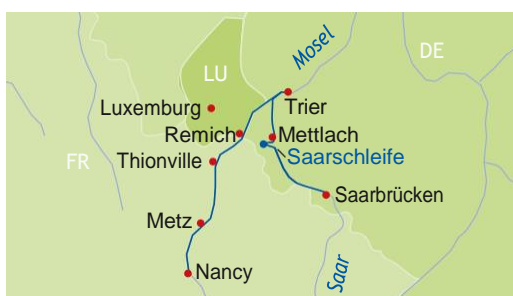 Mosel
DE
LU
Luxemburg
Trier
Remich
Mettlach
FR
Thionville
Saarschleife
Saarbrücken
Metz
Saar
Nancy